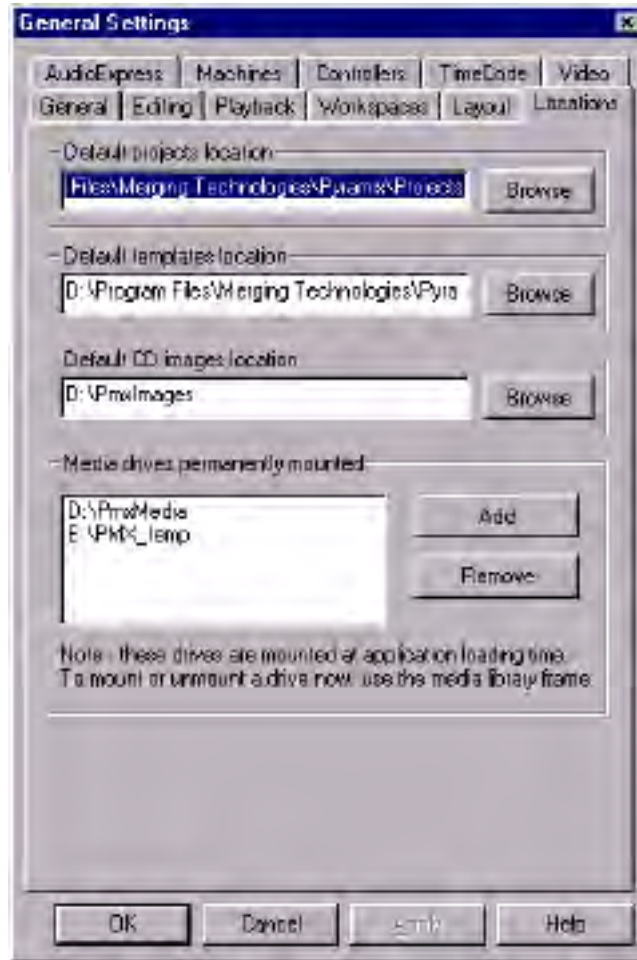 General Settings
AudioExpress Machines Controllers TimeCode Video
General Editing Playback Workspaces Layout Locations
Default projects location
Files\Merging Technologies\Pyramix\Projects
Browse
Default templates location
D:\Program Files\Merging Technologies\Pyra
Browse
Default CD images location
D:\PmxImages
Browse
Media drives permanently mounted
D:\PmxMedia
E:\PMX_temp
Add
Remove
Note : these drives are mounted at application loading time.
To mount or unmount a drive now, use the media library frame
OK Cancel Apply Help